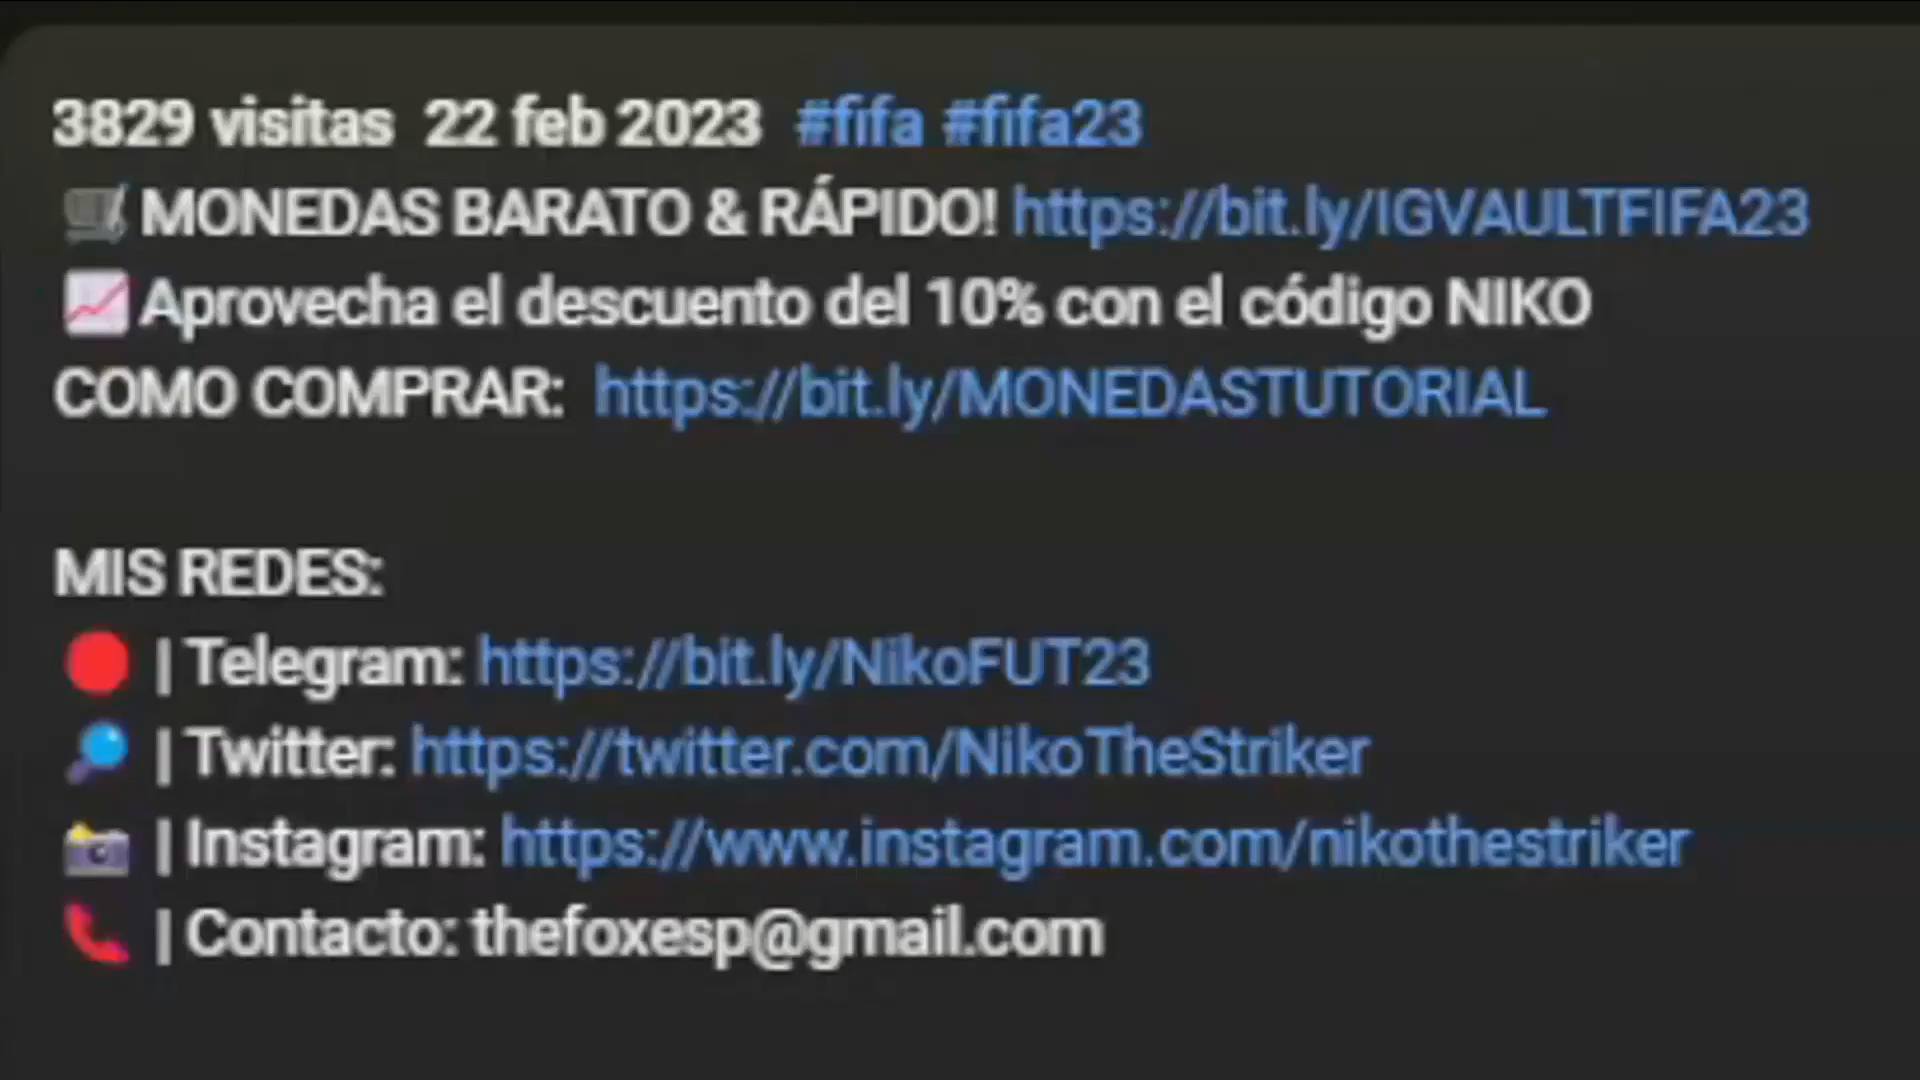 3829 visitas 22 feb 2023 #fifa #fifa23
🛒 MONEDAS BARATO & RÁPIDO! https://bit.ly/IGVAULTFIFA23
📈 Aprovecha el descuento del 10% con el código NIKO
COMO COMPRAR: https://bit.ly/MONEDASTUTORIAL
MIS REDES:
🔴 | Telegram: https://bit.ly/NikoFUT23
🔎 | Twitter: https://twitter.com/NikoTheStriker
📸 | Instagram: https://www.instagram.com/nikothestriker
📞 | Contacto: thefoxesp@gmail.com